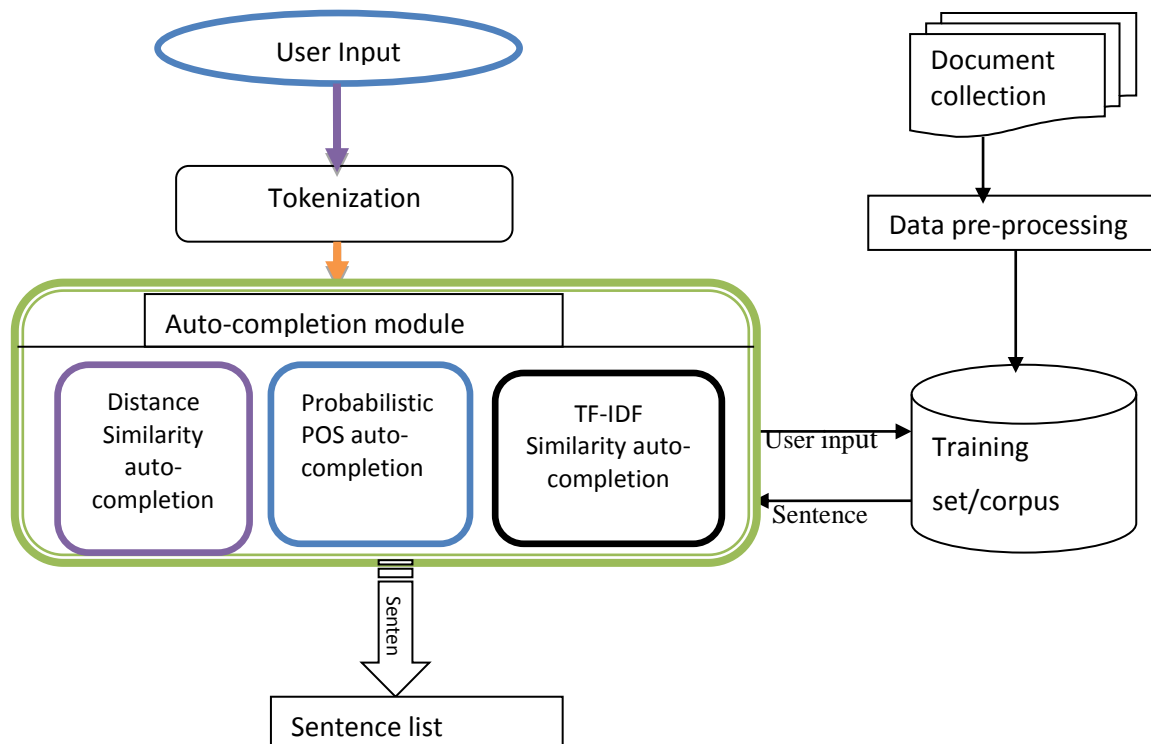 User Input
Document
collection
Tokenization
Data pre-processing
Auto-completion module
Distance
Similarity
auto-
completion
Probabilistic
POS auto-
completion
TF-IDF
Similarity auto-
completion
User input
Sentence
Training
set/corpus
Senten
Sentence list